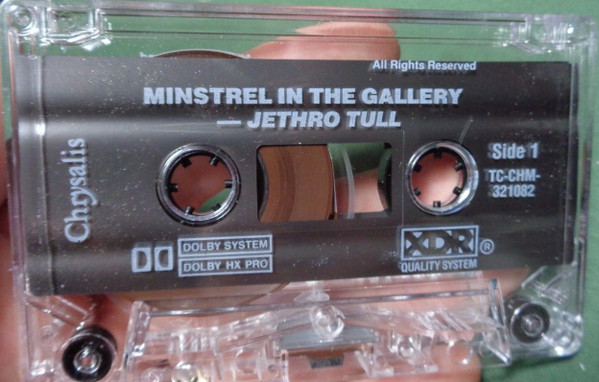 All Rights Reserved
MINSTREL IN THE GALLERY
— JETHRO TULL
Side 1
TC-CHM-
321082
Chrysalis
DOLBY SYSTEM
DOLBY HX PRO
XDR®
QUALITY SYSTEM